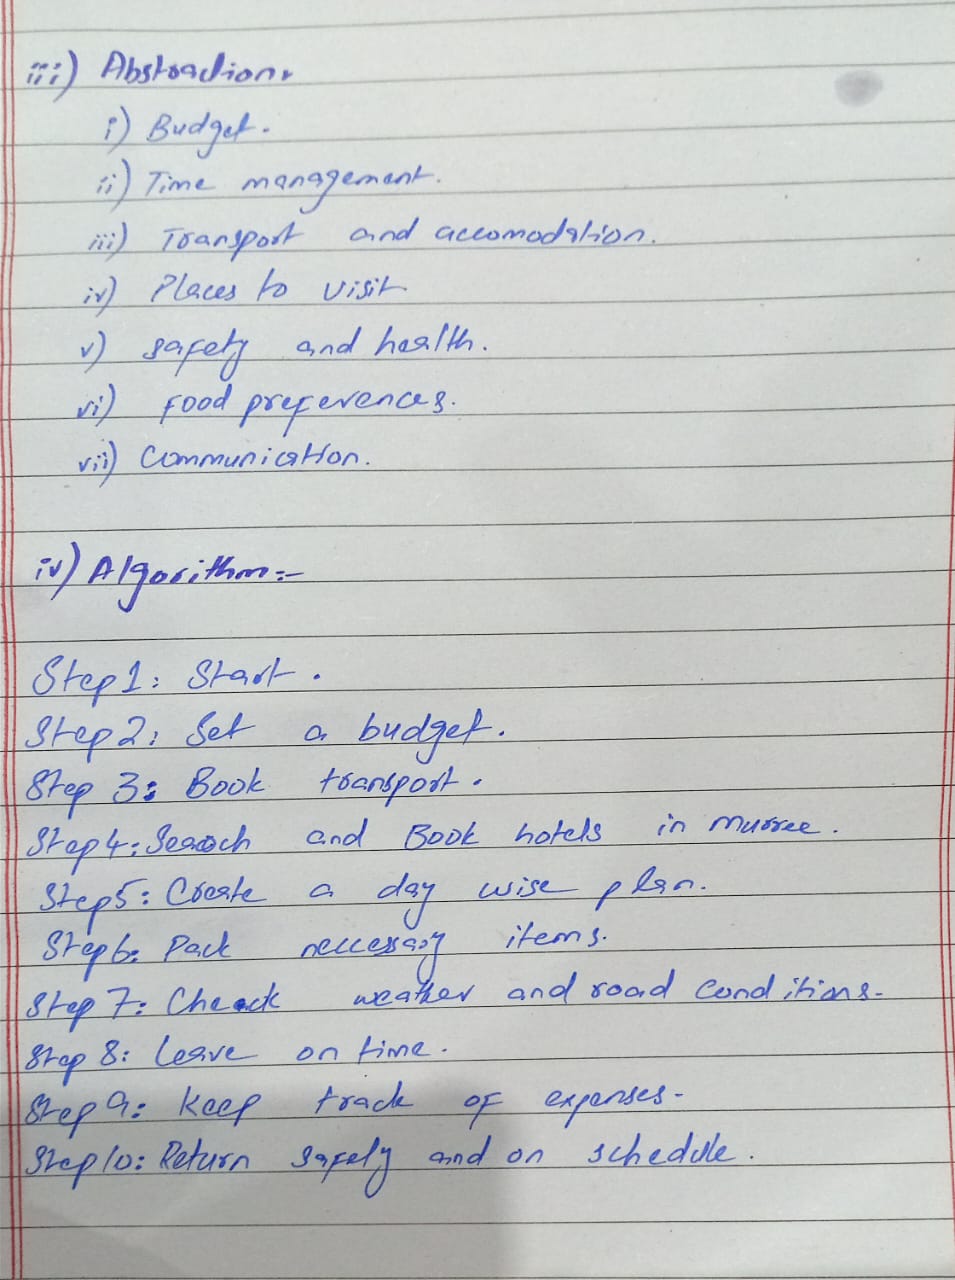 iii) Abstraction:
i) Budget.
ii) Time management.
iii) Transport and accomodation.
iv) Places to visit
v) safety and health.
vi) food preferences.
vii) Communication.
iv) Algorithm:-
Step 1: Start.
Step 2: Set a budget.
Step 3: Book transport.
Step 4: Search and Book hotels in murree.
Step 5: Create a day wise plan.
Step 6: Pack neccessary items.
Step 7: Check weather and road conditions.
Step 8: Leave on time.
Step 9: Keep track of expenses.
Step 10: Return safely and on schedule.